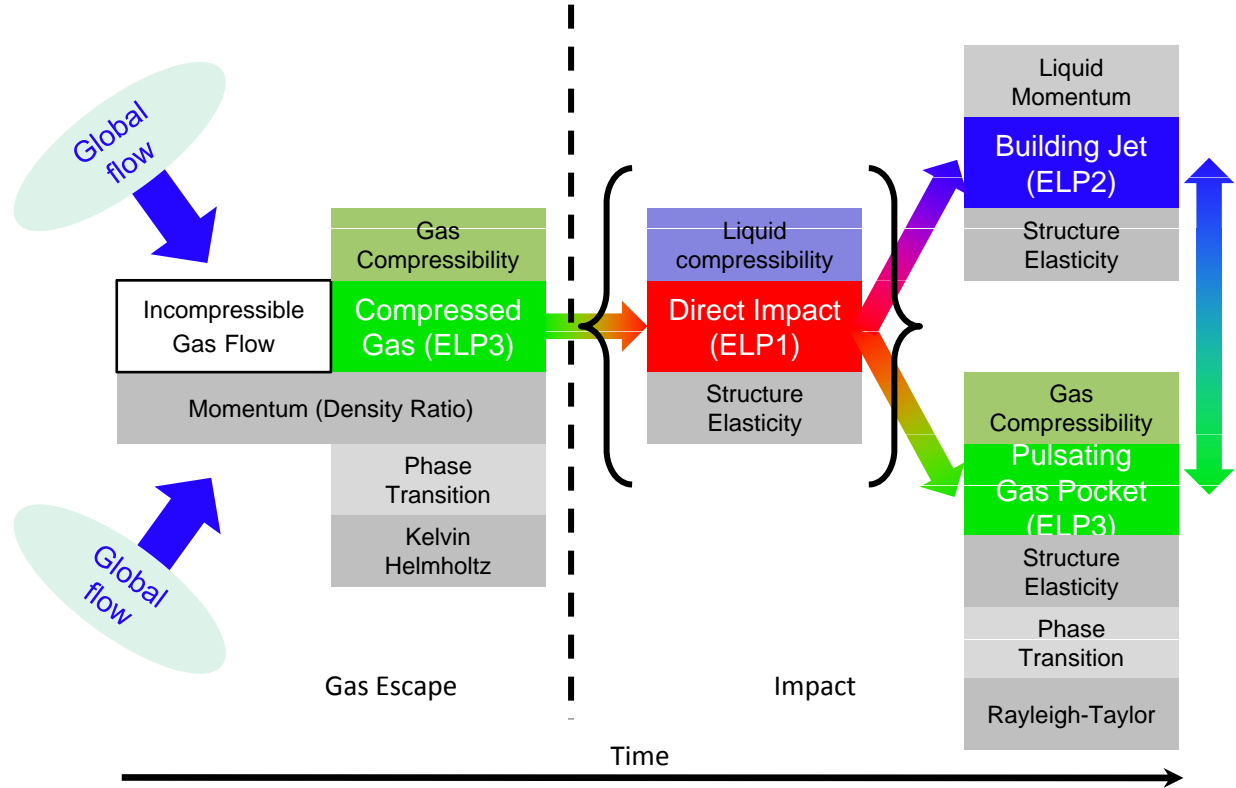 Global
flow
Incompressible
Gas Flow
Gas
Compressibility
Compressed
Gas (ELP3)
Momentum (Density Ratio)
Phase
Transition
Kelvin
Helmholtz
Global
flow
Gas Escape
Liquid
compressibility
Direct Impact
(ELP1)
Structure
Elasticity
Impact
Liquid
Momentum
Building Jet
(ELP2)
Structure
Elasticity
Gas
Compressibility
Pulsating
Gas Pocket
(ELP3)
Structure
Elasticity
Phase
Transition
Rayleigh-Taylor
Time